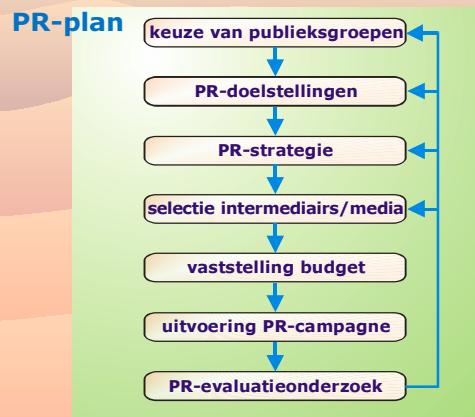 PR-plan
keuze van publieksgroepen
PR-doelstellingen
PR-strategie
selectie intermediairs/media
vaststelling budget
uitvoering PR-campagne
PR-evaluatieonderzoek